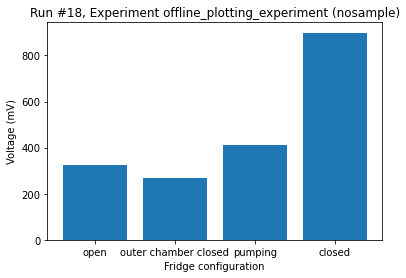 Run #18, Experiment offline_plotting_experiment (nosample)
Voltage (mV)
800
600
400
200
0
open outer chamber closed pumping closed
Fridge configuration